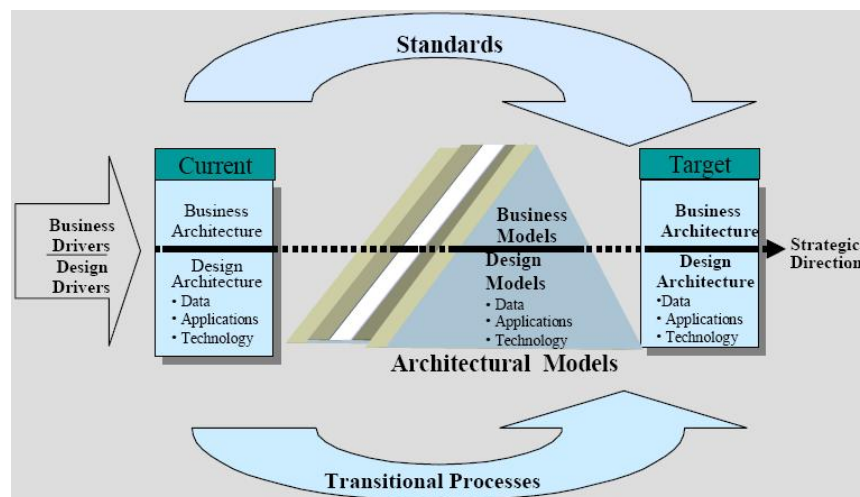 Standards
Business
Drivers
Design
Drivers
Current
Business
Architecture
Design
Architecture
• Data
• Applications
• Technology
Business
Models
Design
Models
• Data
• Applications
• Technology
Architectural Models
Target
Business
Architecture
Design
Architecture
•Data
• Applications
• Technology
Strategic
Direction
Transitional Processes